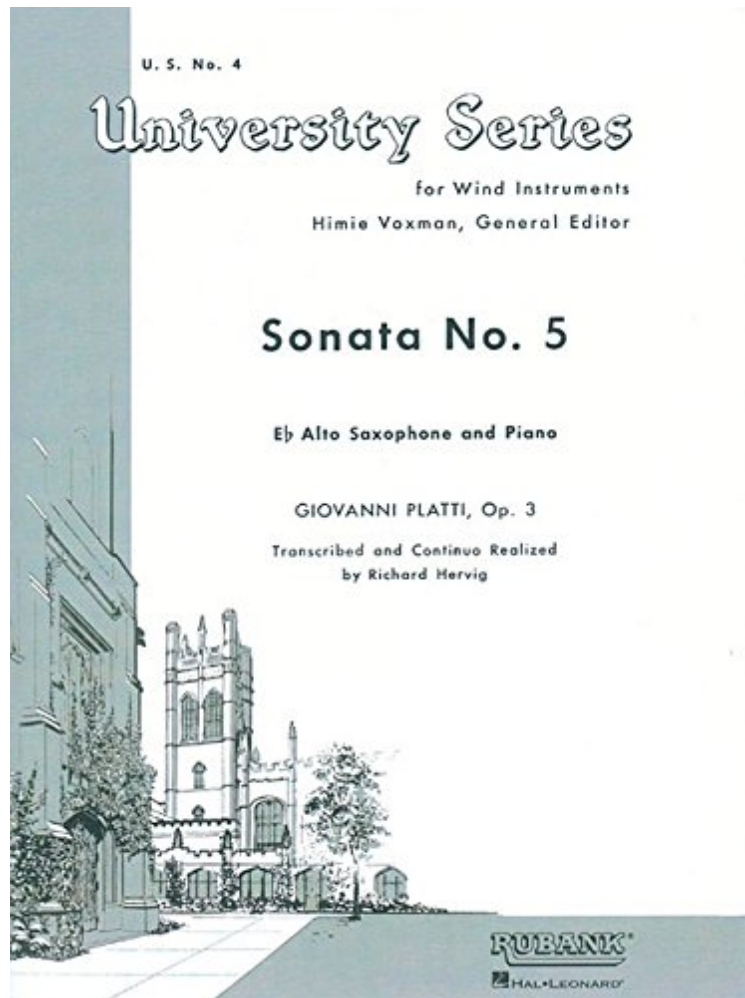 U. S. No. 4
University Series
for Wind Instruments
Himie Voxman, General Editor
Sonata No. 5
E♭ Alto Saxophone and Piano
GIOVANNI PLATTI, Op. 3
Transcribed and Continuo Realized
by Richard Hervig
RUBANK®
HAL•LEONARD®